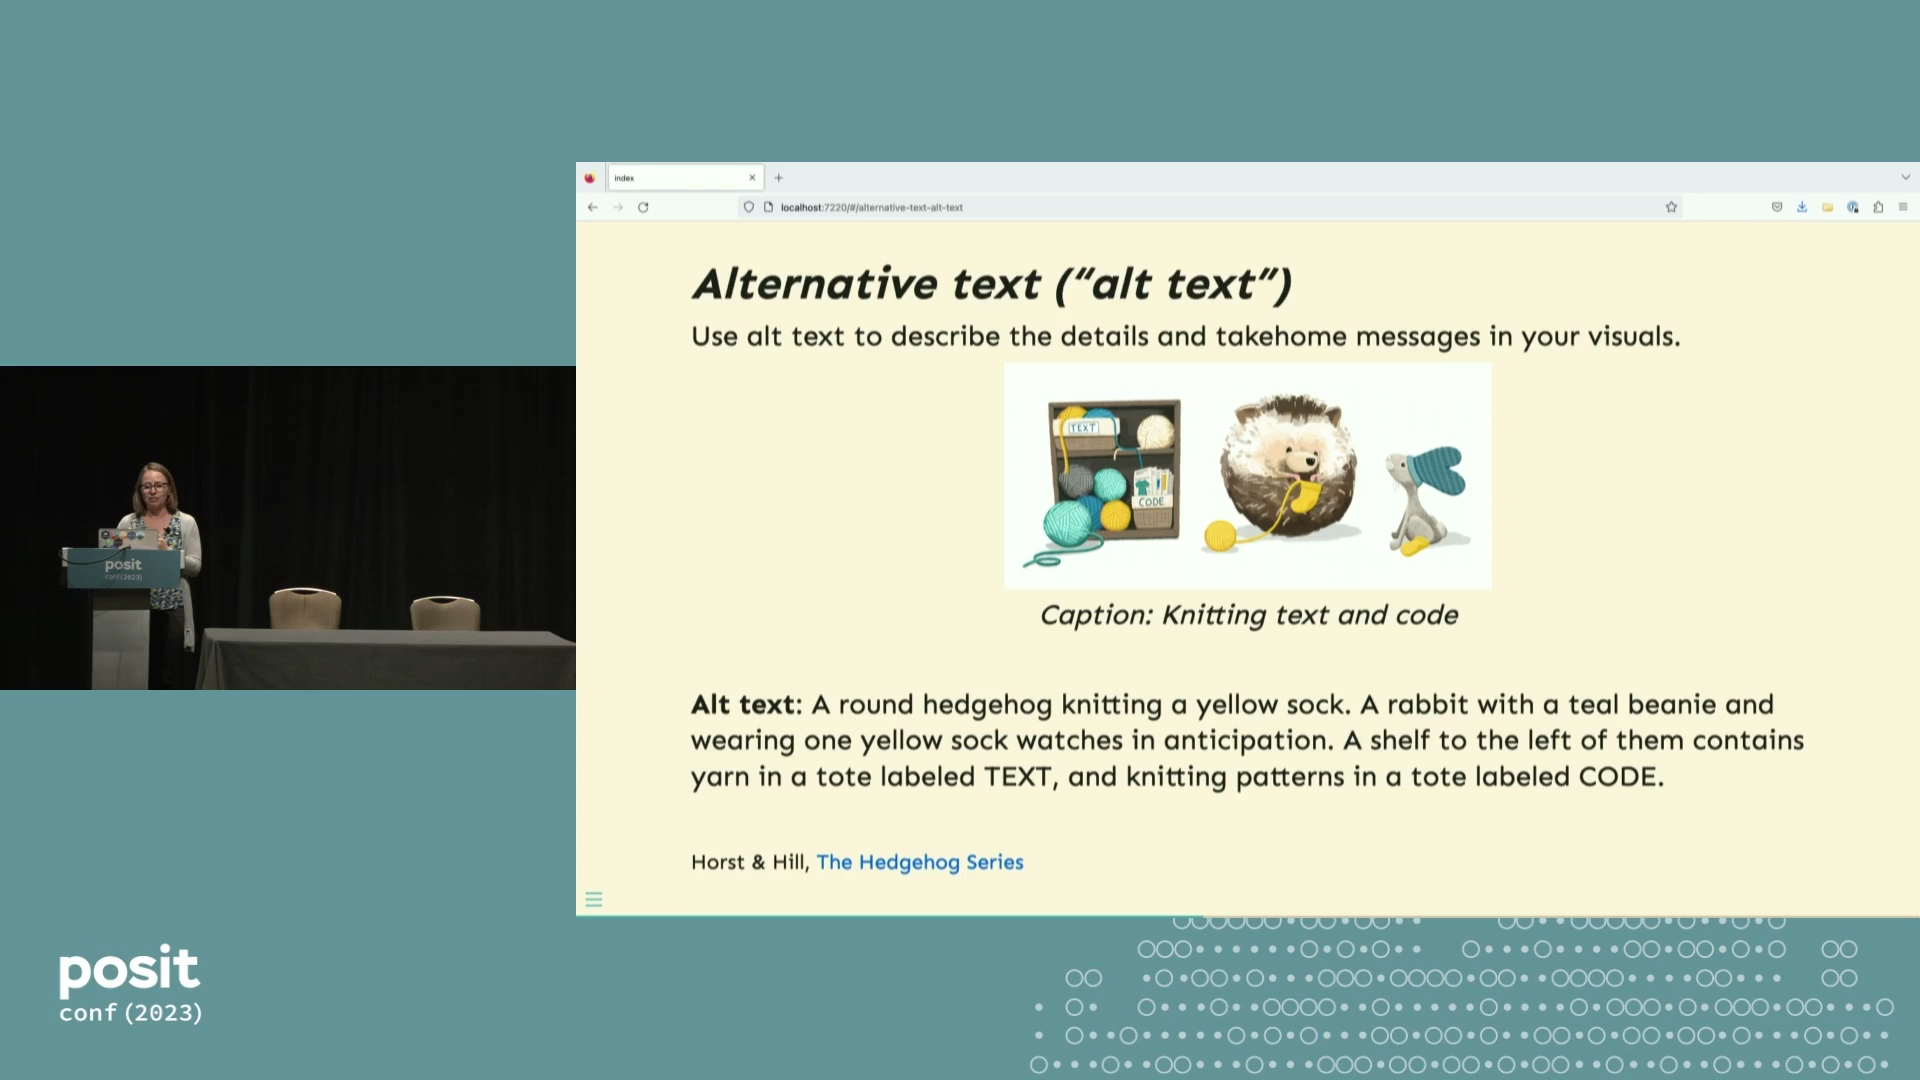 index
localhost:7220/#/alternative-text-alt-text
Alternative text (“alt text”)
Use alt text to describe the details and takehome messages in your visuals.
TEXT
CODE
Caption: Knitting text and code
Alt text: A round hedgehog knitting a yellow sock. A rabbit with a teal beanie and
wearing one yellow sock watches in anticipation. A shelf to the left of them contains
yarn in a tote labeled TEXT, and knitting patterns in a tote labeled CODE.
Horst & Hill, The Hedgehog Series
posit
conf(2023)
posit
conf(2023)